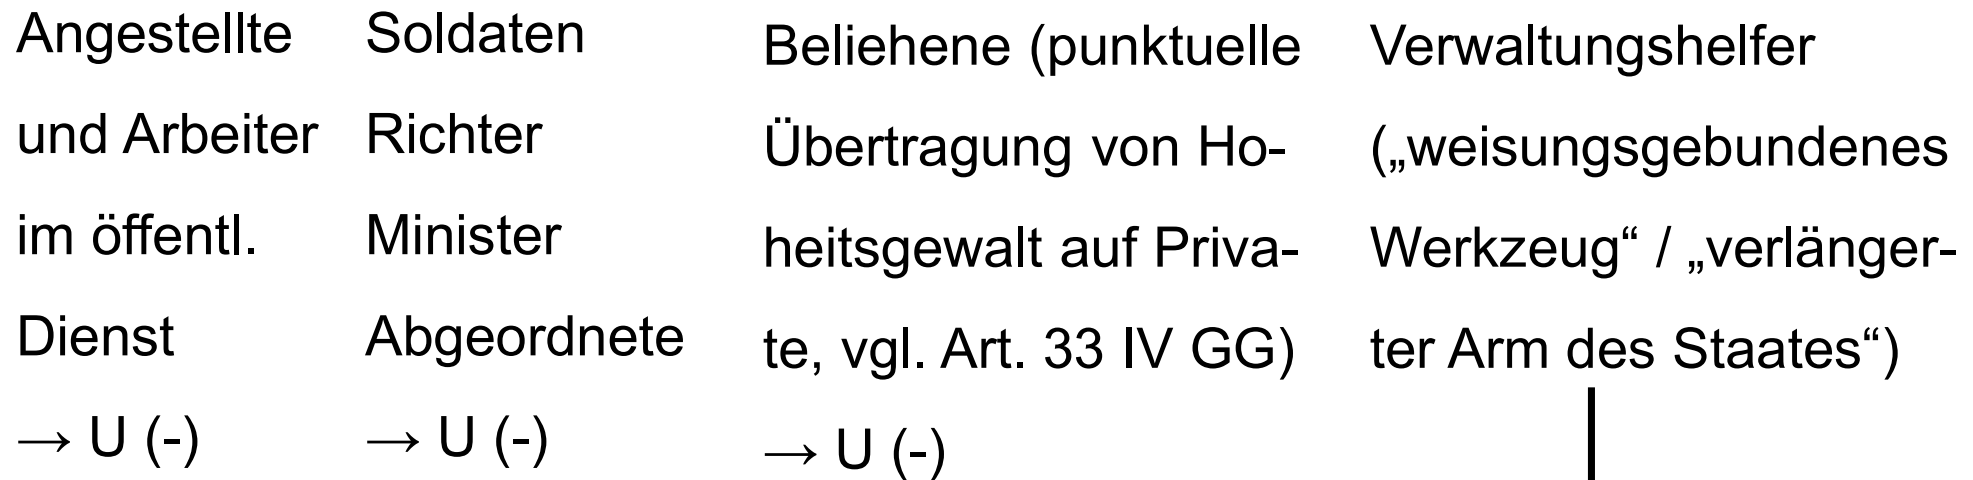 Angestellte
und Arbeiter
im öffentl.
Dienst
→ U (-)
Soldaten
Richter
Minister
Abgeordnete
→ U (-)
Beliehene (punktuelle
Übertragung von Ho-
heitsgewalt auf Priva-
te, vgl. Art. 33 IV GG)
→ U (-)
Verwaltungshelfer
(„weisungsgebundenes
Werkzeug“ / „verlänger-
ter Arm des Staates“)